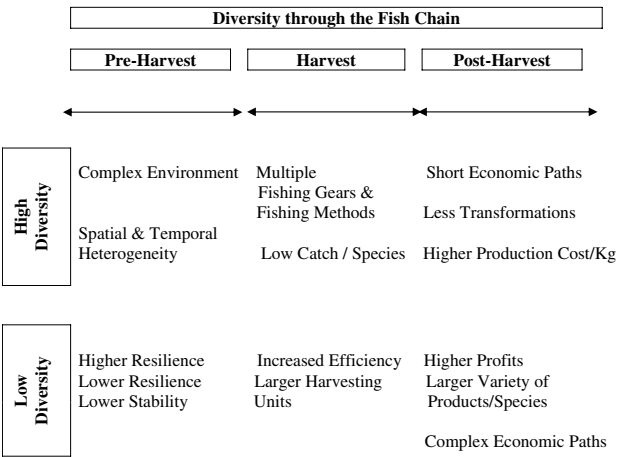 Diversity through the Fish Chain
Pre-Harvest
Harvest
Post-Harvest
High
Diversity
Complex Environment
Spatial & Temporal
Heterogeneity
Multiple
Fishing Gears &
Fishing Methods
Low Catch / Species
Short Economic Paths
Less Transformations
Higher Production Cost/Kg
Low
Diversity
Higher Resilience
Lower Resilience
Lower Stability
Increased Efficiency
Larger Harvesting
Units
Higher Profits
Larger Variety of
Products/Species
Complex Economic Paths